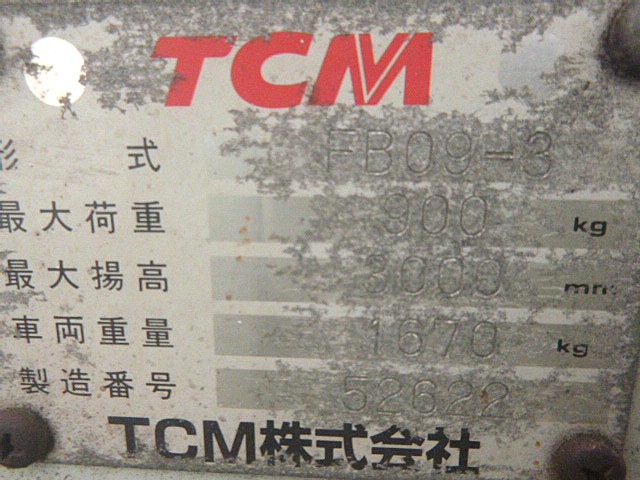 TCM
形式 FB09-3
最大荷重 900 kg
最大揚高 3000 mm
車両重量 1670 kg
製造番号 52622
TCM株式会社